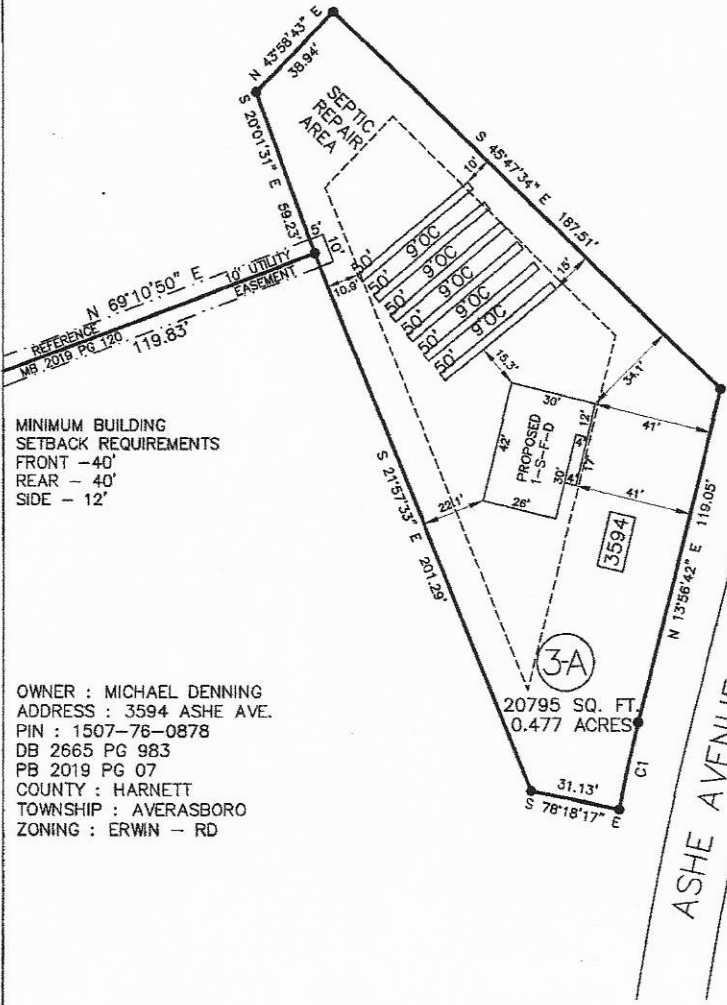 N 43°58'43" E
38.94'
S 20°01'31" E 59.23'
SEPTIC
REPAIR
AREA
S 45°47'34" E 187.51'
10'
5'
10'
N 69°10'50" E
10' UTILITY
EASEMENT
REFERENCE
MB 2019 PG 120
119.83'
10.9'
50'
9'OC
50'
9'OC
50'
9'OC
50'
9'OC
50'
9'OC
50'
15'
15.3'
34.1'
30'
12'
41'
42'
PROPOSED
1-S-F-D
4'
17'
30'
4'
41'
26'
22.1'
3594
N 13°56'42" E 119.05'
MINIMUM BUILDING
SETBACK REQUIREMENTS
FRONT -40'
REAR - 40'
SIDE - 12'
S 21°57'33" E 201.29'
3-A
20795 SQ. FT.
0.477 ACRES
C1
31.13'
S 78°18'17" E
OWNER : MICHAEL DENNING
ADDRESS : 3594 ASHE AVE.
PIN : 1507-76-0878
DB 2665 PG 983
PB 2019 PG 07
COUNTY : HARNETT
TOWNSHIP : AVERASBORO
ZONING : ERWIN - RD
ASHE AVENUE